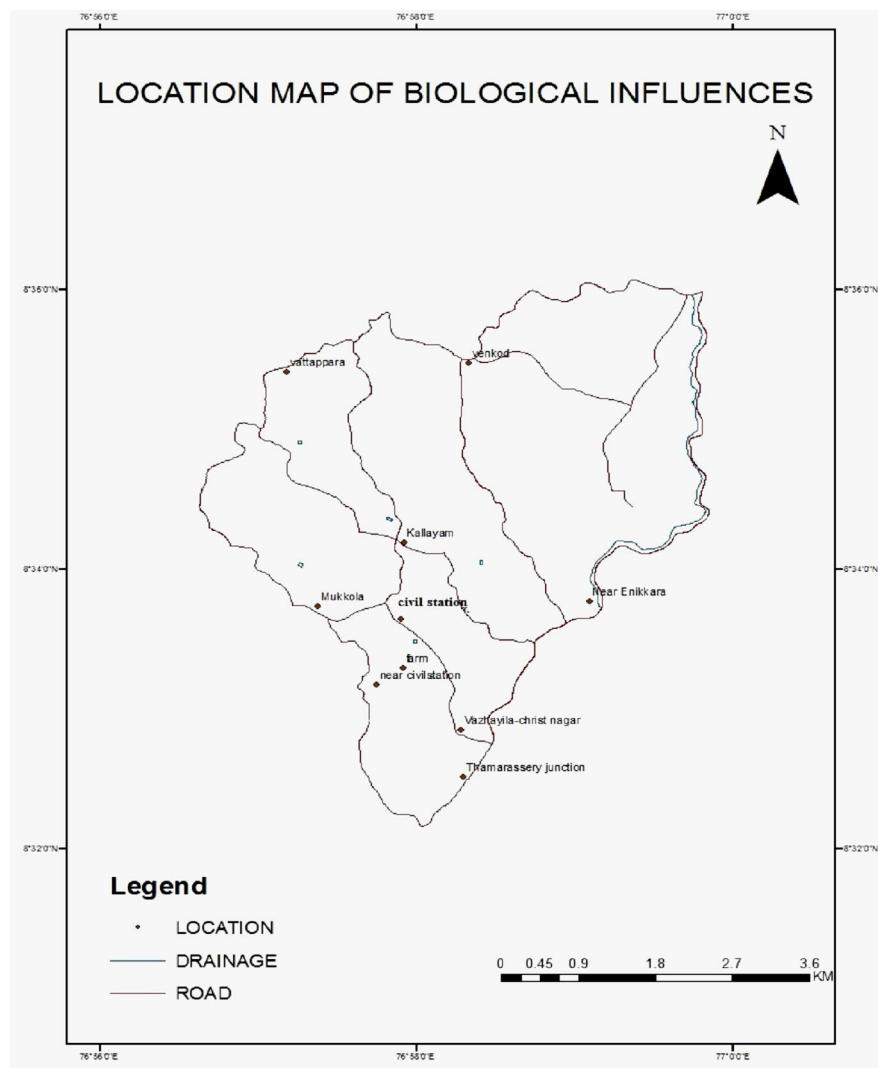 76°56'0"E 76°58'0"E 77°0'0"E
LOCATION MAP OF BIOLOGICAL INFLUENCES
N
8°36'0"N 8°36'0"N
venkod
vattappara
Kallayam
8°34'0"N 8°34'0"N
Near Enikkara
Mukkola
civil station
farm
near civilstation
Vazhayila-christ nagar
Thamarassery junction
8°32'0"N 8°32'0"N
Legend
LOCATION
DRAINAGE
ROAD
0 0.45 0.9 1.8 2.7 3.6
KM
76°56'0"E 76°58'0"E 77°0'0"E